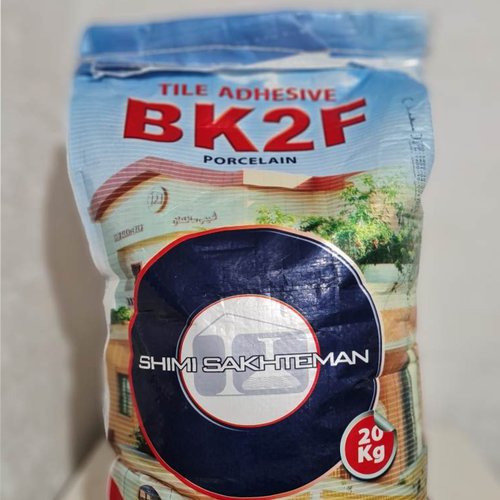 TILE ADHESIVE
BK2F
PORCELAIN
SHIMI SAKHTEMAN
20
Kg